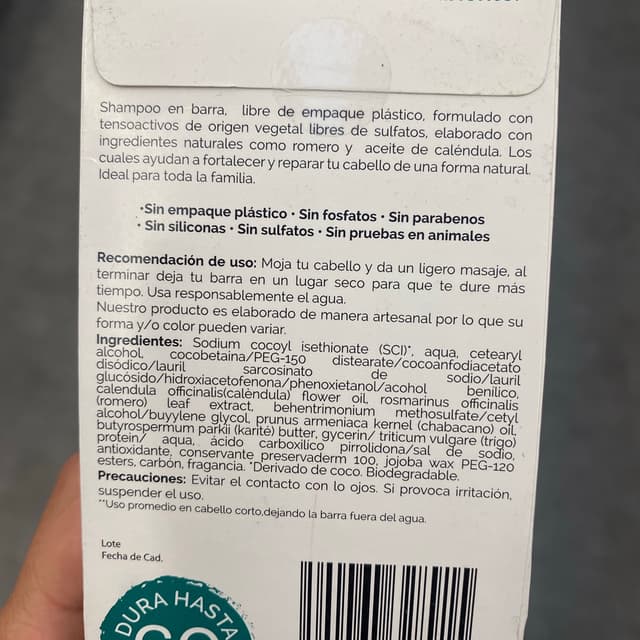 Shampoo en barra, libre de empaque plástico, formulado con
tensoactivos de origen vegetal libres de sulfatos, elaborado con
ingredientes naturales como romero y aceite de caléndula. Los
cuales ayudan a fortalecer y reparar tu cabello de una forma natural.
Ideal para toda la familia.
•Sin empaque plástico • Sin fosfatos • Sin parabenos
• Sin siliconas • Sin sulfatos • Sin pruebas en animales
Recomendación de uso: Moja tu cabello y da un ligero masaje, al
terminar deja tu barra en un lugar seco para que te dure más
tiempo. Usa responsablemente el agua.
Nuestro producto es elaborado de manera artesanal por lo que su
forma y/o color pueden variar.
Ingredientes: Sodium cocoyl isethionate (SCI)*, aqua, cetearyl
alcohol, cocobetaina/PEG-150 distearate/cocoanfodiacetato
disódico/lauril sarcosinato de sodio/lauril
glucósido/hidroxiacetofenona/phenoxietanol/acohol benílico,
calendula officinalis(calèndula) flower oil, rosmarinus officinalis
(romero) leaf extract, behentrimonium methosulfate/cetyl
alcohol/buyylene glycol, prunus armeniaca kernel (chabacano) oil,
butyrospermum parkii (karité) butter, glycerin/ triticum vulgare (trigo)
protein/ aqua, ácido carboxilico pirrolidona/sal de sodio,
antioxidante, conservante preservaderm 100, jojoba wax PEG-120
esters, carbón, fragancia. *Derivado de coco. Biodegradable.
Precauciones: Evitar el contacto con lo ojos. Si provoca irritación,
suspender el uso.
**Uso promedio en cabello corto,dejando la barra fuera del agua.
Lote
Fecha de Cad.
DURA HASTA